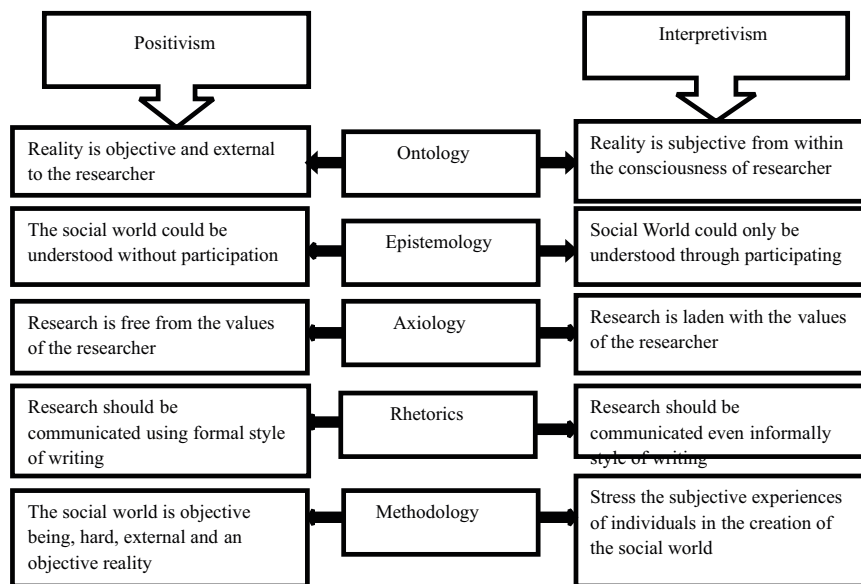 Positivism
Interpretivism
Reality is objective and external
to the researcher
Ontology
Reality is subjective from within
the consciousness of researcher
The social world could be
understood without participation
Epistemology
Social World could only be
understood through participating
Research is free from the values
of the researcher
Axiology
Research is laden with the values
of the researcher
Research should be
communicated using formal style
of writing
Rhetorics
Research should be
communicated even informally
style of writing
The social world is objective
being, hard, external and an
objective reality
Methodology
Stress the subjective experiences
of individuals in the creation of
the social world